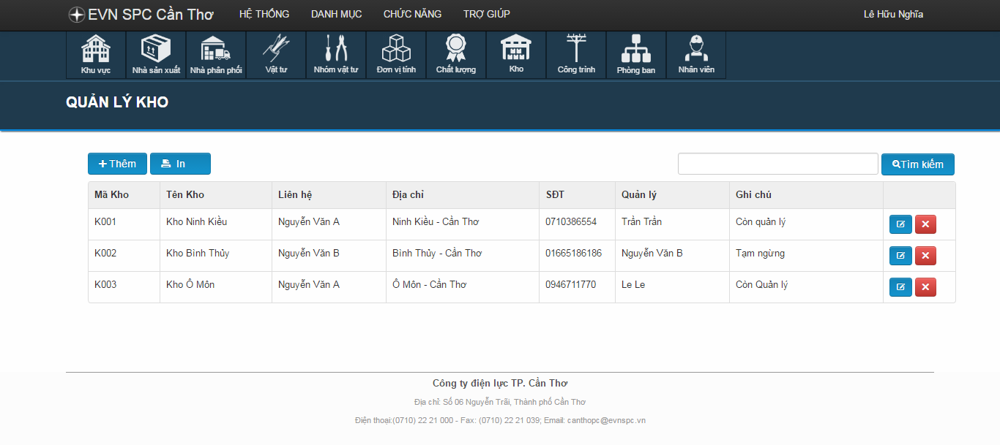 EVN SPC Cần Thơ HỆ THỐNG DANH MỤC CHỨC NĂNG TRỢ GIÚP Lê Hữu Nghĩa
Khu vực Nhà sản xuất Nhà phân phối Vật tư Nhóm vật tư Đơn vị tính Chất lượng Kho Công trình Phòng ban Nhân viên
QUẢN LÝ KHO
Thêm In Tìm kiếm
Mã Kho Tên Kho Liên hệ Địa chỉ SĐT Quản lý Ghi chú
K001 Kho Ninh Kiều Nguyễn Văn A Ninh Kiều - Cần Thơ 0710386554 Trần Trần Còn quản lý
K002 Kho Bình Thủy Nguyễn Văn B Bình Thủy - Cần Thơ 01665186186 Nguyễn Văn B Tạm ngừng
K003 Kho Ô Môn Nguyễn Văn A Ô Môn - Cần Thơ 0946711770 Le Le Còn Quản lý
Công ty điện lực TP. Cần Thơ
Địa chỉ: Số 06 Nguyễn Trãi, Thành phố Cần Thơ
Điện thoại:(0710) 22 21 000 - Fax: (0710) 22 21 039; Email: canthopc@evnspc.vn